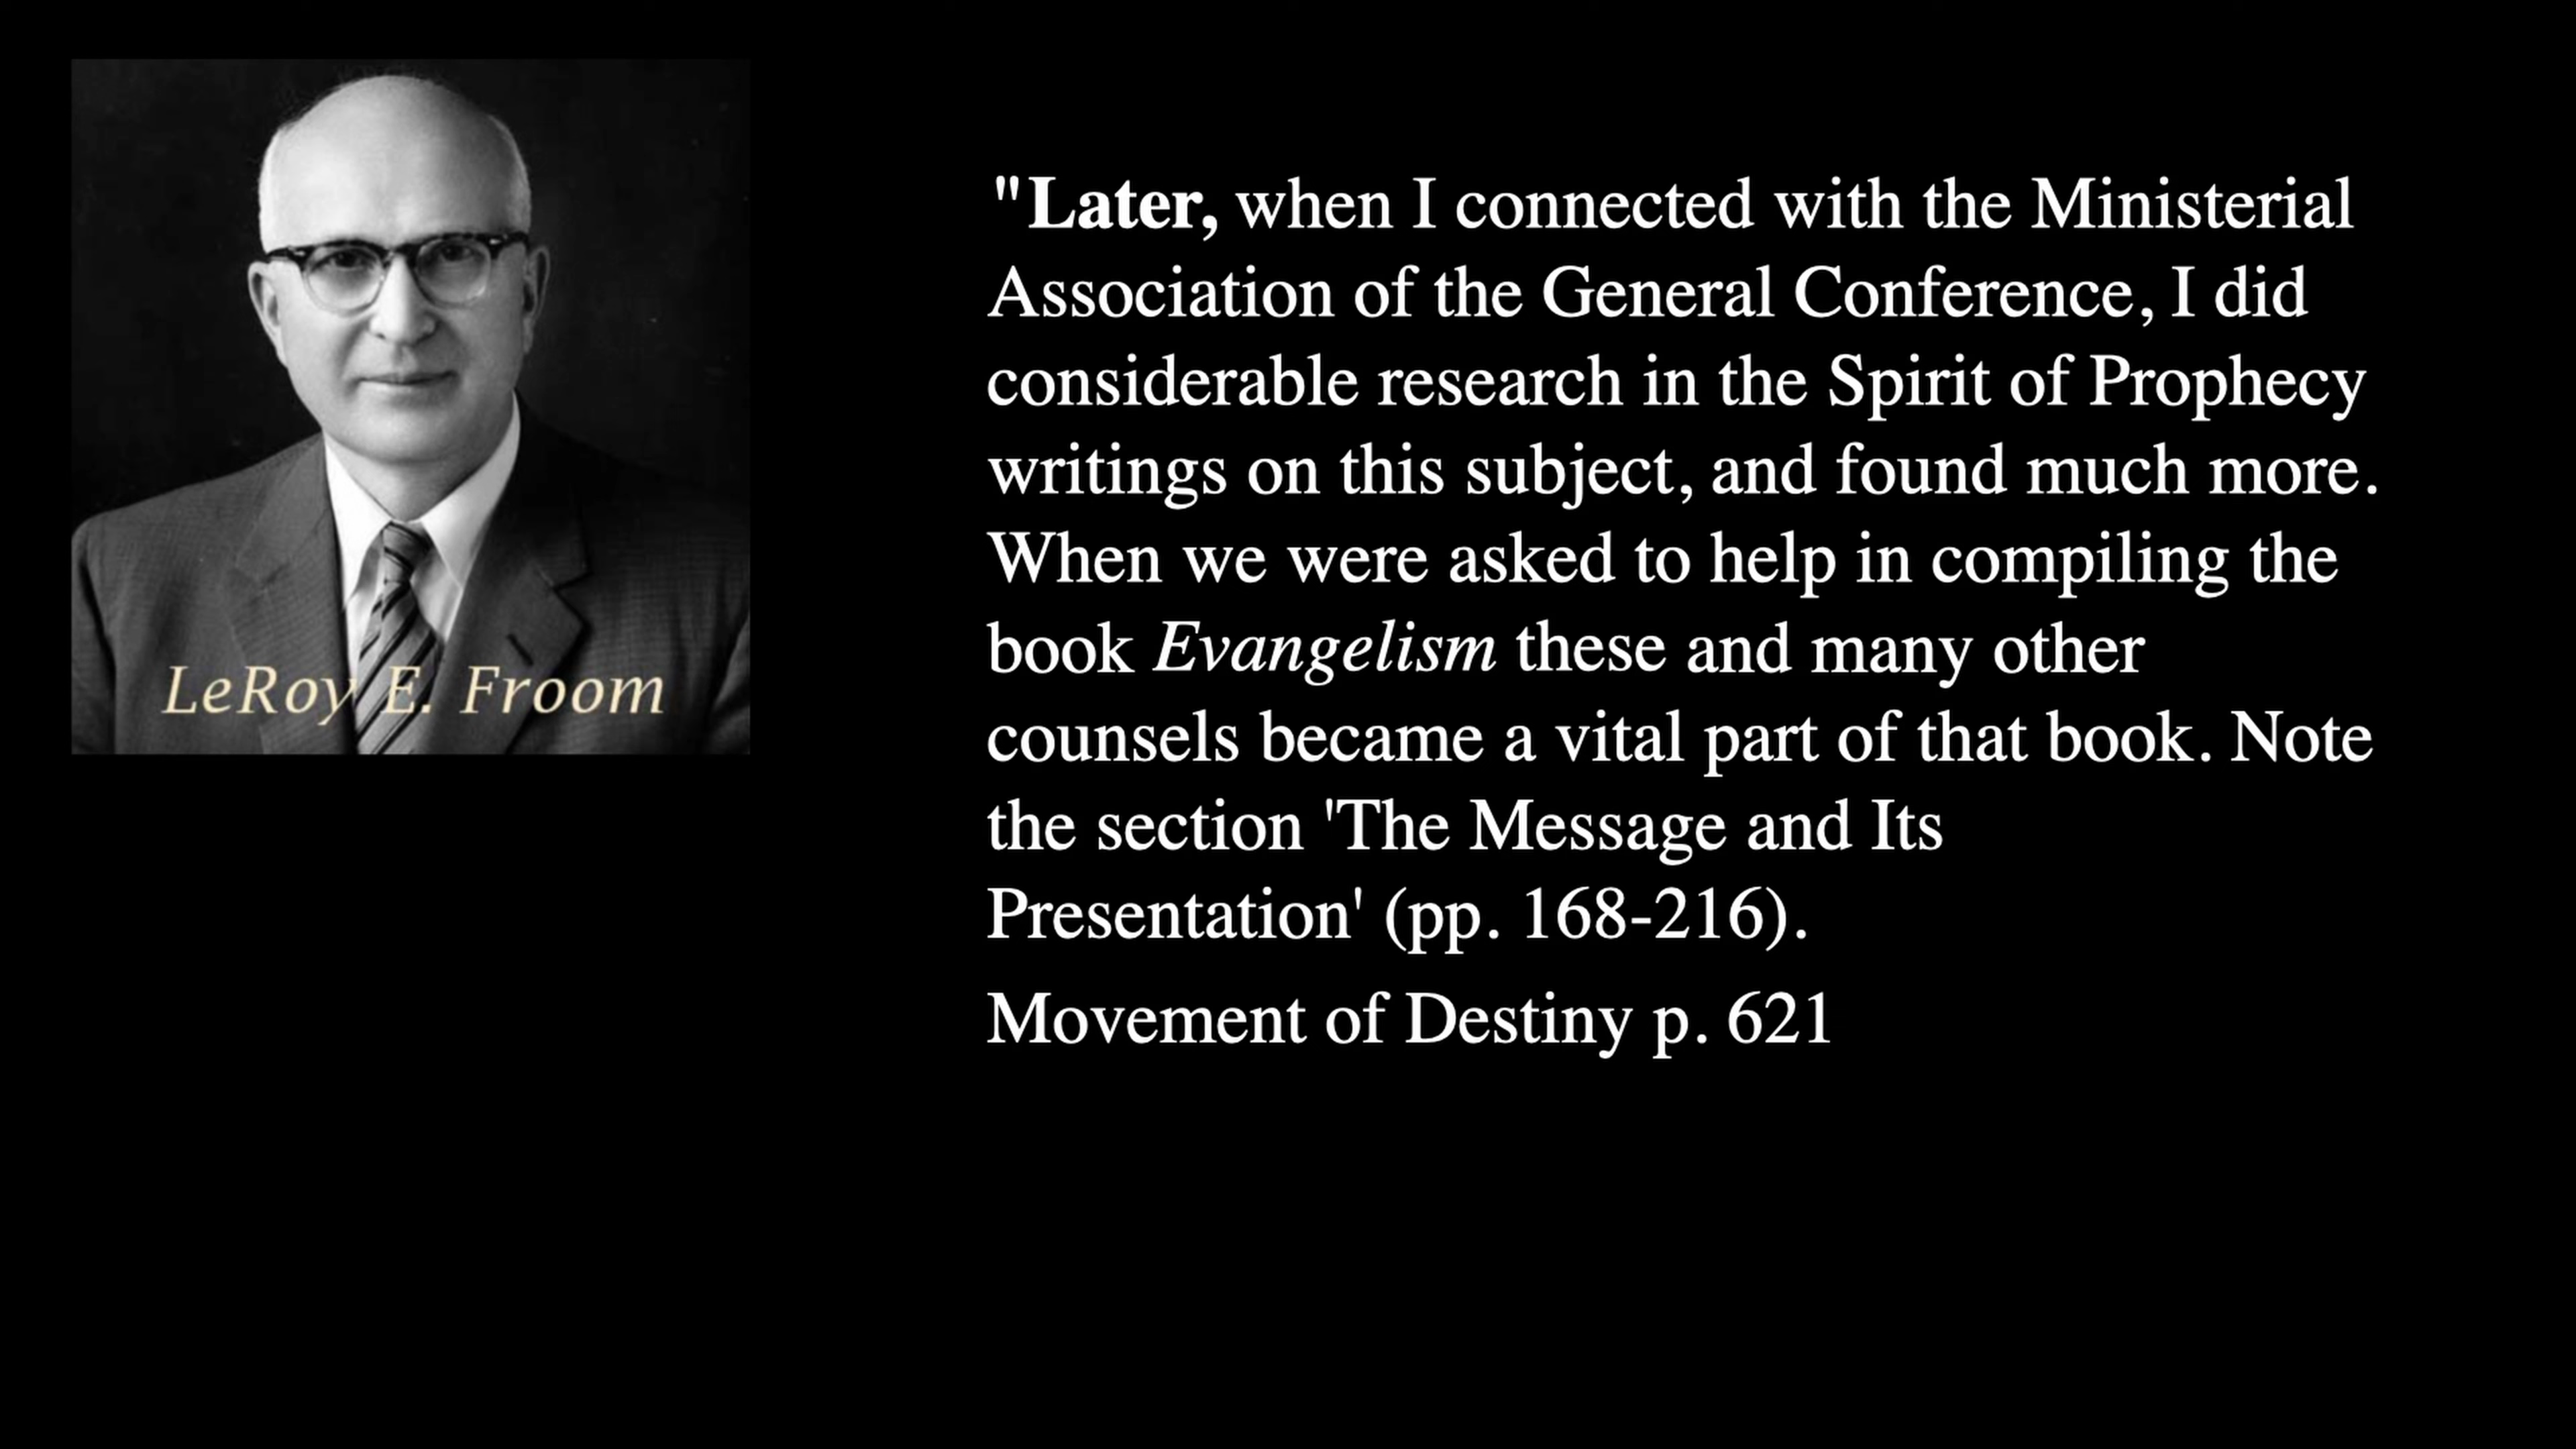 LeRoy E. Froom
"Later, when I connected with the Ministerial
Association of the General Conference, I did
considerable research in the Spirit of Prophecy
writings on this subject, and found much more.
When we were asked to help in compiling the
book Evangelism these and many other
counsels became a vital part of that book. Note
the section 'The Message and Its
Presentation' (pp. 168-216).
Movement of Destiny p. 621